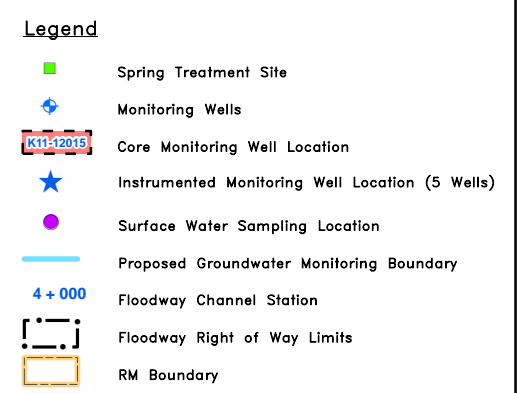 Legend
Spring Treatment Site
Monitoring Wells
K11-12015 Core Monitoring Well Location
Instrumented Monitoring Well Location (5 Wells)
Surface Water Sampling Location
Proposed Groundwater Monitoring Boundary
4 + 000 Floodway Channel Station
Floodway Right of Way Limits
RM Boundary